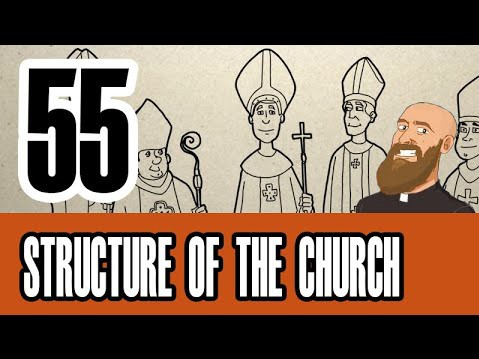 55
STRUCTURE OF THE CHURCH